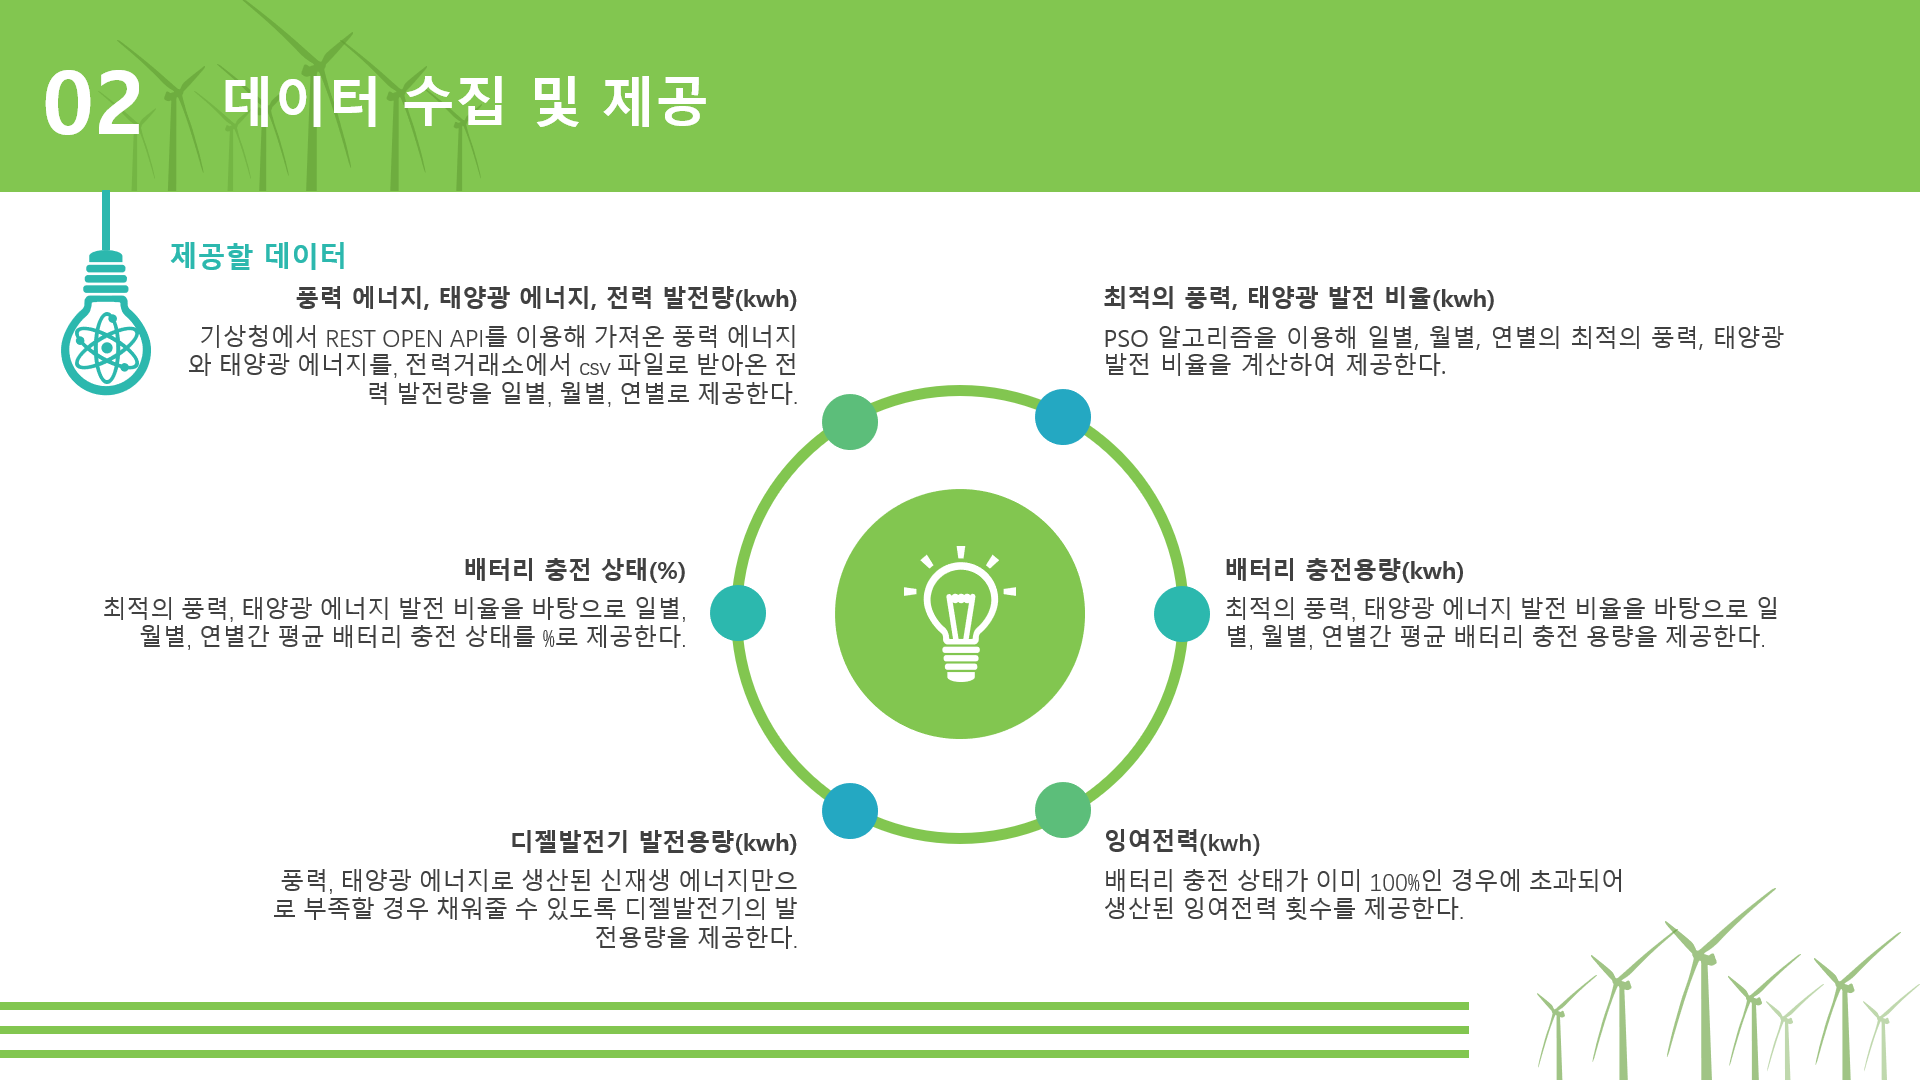 02
데이터 수집 및 제공
제공할 데이터
풍력 에너지, 태양광 에너지, 전력 발전량(kwh)
기상청에서 REST OPEN API를 이용해 가져온 풍력 에너지
와 태양광 에너지를, 전력거래소에서 csv 파일로 받아온 전
력 발전량을 일별, 월별, 연별로 제공한다.
최적의 풍력, 태양광 발전 비율(kwh)
PSO 알고리즘을 이용해 일별, 월별, 연별의 최적의 풍력, 태양광
발전 비율을 계산하여 제공한다.
배터리 충전 상태(%)
최적의 풍력, 태양광 에너지 발전 비율을 바탕으로 일별,
월별, 연별간 평균 배터리 충전 상태를 %로 제공한다.
배터리 충전용량(kwh)
최적의 풍력, 태양광 에너지 발전 비율을 바탕으로 일
별, 월별, 연별간 평균 배터리 충전 용량을 제공한다.
디젤발전기 발전용량(kwh)
풍력, 태양광 에너지로 생산된 신재생 에너지만으
로 부족할 경우 채워줄 수 있도록 디젤발전기의 발
전용량을 제공한다.
잉여전력(kwh)
배터리 충전 상태가 이미 100%인 경우에 초과되어
생산된 잉여전력 횟수를 제공한다.